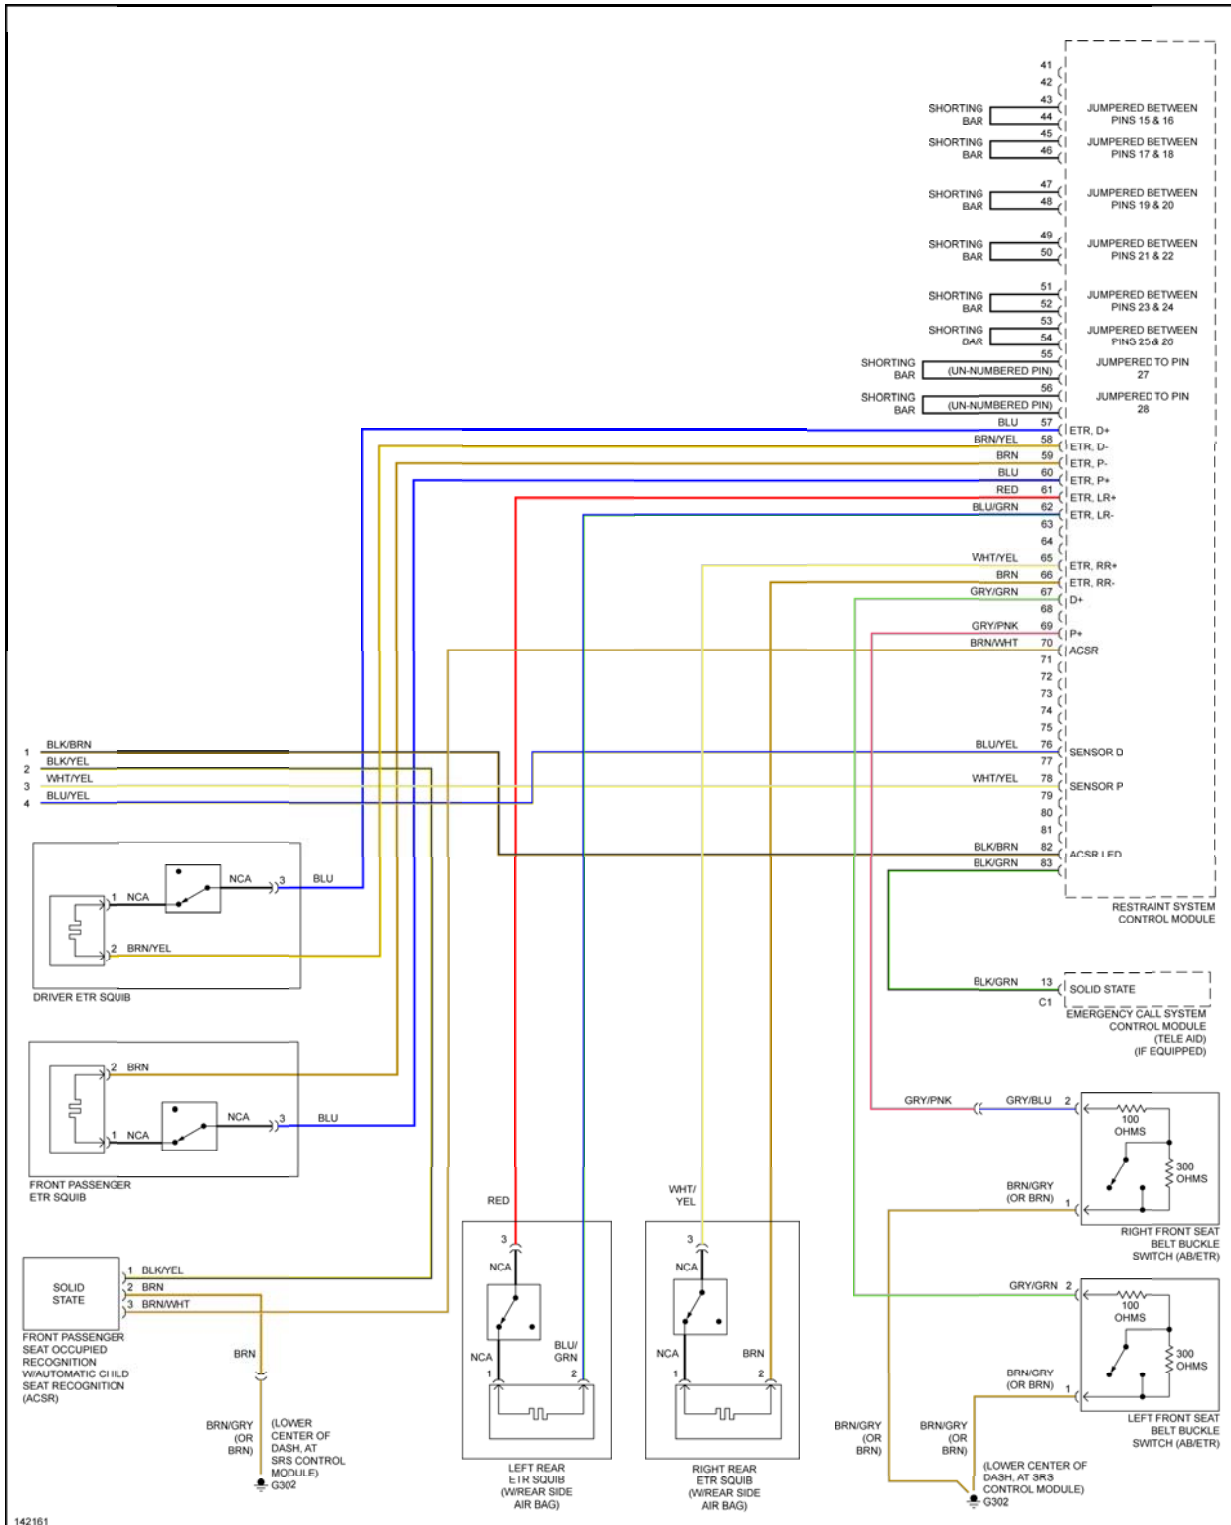 41
42
43
SHORTING
BAR
44
JUMPERED BETWEEN
PINS 15 & 16
45
SHORTING
BAR
46
JUMPERED BETWEEN
PINS 17 & 18
47
SHORTING
BAR
48
JUMPERED BETWEEN
PINS 19 & 20
49
SHORTING
BAR
50
JUMPERED BETWEEN
PINS 21 & 22
51
SHORTING
BAR
52
JUMPERED BETWEEN
PINS 23 & 24
53
SHORTING
BAR
54
JUMPERED BETWEEN
PINS 25 & 26
55
SHORTING
BAR
(UN-NUMBERED PIN)
JUMPERED TO PIN
27
56
SHORTING
BAR
(UN-NUMBERED PIN)
JUMPERED TO PIN
28
BLU 57 ETR, D+
BRN/YEL 58 ETR, D-
BRN 59 ETR, P-
BLU 60 ETR, P+
RED 61 ETR, LR+
BLU/GRN 62 ETR, LR-
63
64
WHT/YEL 65 ETR, RR+
BRN 66 ETR, RR-
GRY/GRN 67 D+
68
GRY/PNK 69 P+
BRN/WHT 70 ACSR
71
72
73
74
75
BLU/YEL 76 SENSOR D
77
WHT/YEL 78 SENSOR P
79
80
81
BLK/BRN 82 ACSR LED
BLK/GRN 83
RESTRAINT SYSTEM
CONTROL MODULE
1 BLK/BRN
2 BLK/YEL
3 WHT/YEL
4 BLU/YEL
NCA 3 BLU
1 NCA
2 BRN/YEL
DRIVER ETR SQUIB
BLK/GRN 13 SOLID STATE
C1
EMERGENCY CALL SYSTEM
CONTROL MODULE
(TELE AID)
(IF EQUIPPED)
2 BRN
NCA 3 BLU
1 NCA
FRONT PASSENGER
ETR SQUIB
GRY/PNK GRY/BLU 2
100
OHMS
300
OHMS
BRN/GRY
(OR BRN) 1
RIGHT FRONT SEAT
BELT BUCKLE
SWITCH (AB/ETR)
SOLID
STATE
1 BLK/YEL
2 BRN
3 BRN/WHT
FRONT PASSENGER
SEAT OCCUPIED
RECOGNITION
W/AUTOMATIC CHILD
SEAT RECOGNITION
(ACSR)
BRN
BRN/GRY
(OR
BRN)
(LOWER
CENTER OF
DASH, AT
SRS CONTROL
MODULE)
G302
RED
3
NCA
NCA
BLU/
GRN
1 2
LEFT REAR
ETR SQUIB
(W/REAR SIDE
AIR BAG)
WHT/
YEL
3
NCA
NCA
BRN
1 2
RIGHT REAR
ETR SQUIB
(W/REAR SIDE
AIR BAG)
GRY/GRN 2
100
OHMS
300
OHMS
BRN/GRY
(OR BRN) 1
LEFT FRONT SEAT
BELT BUCKLE
SWITCH (AB/ETR)
BRN/GRY
(OR
BRN)
BRN/GRY
(OR
BRN)
(LOWER CENTER OF
DASH, AT SRS
CONTROL MODULE)
G302
142161